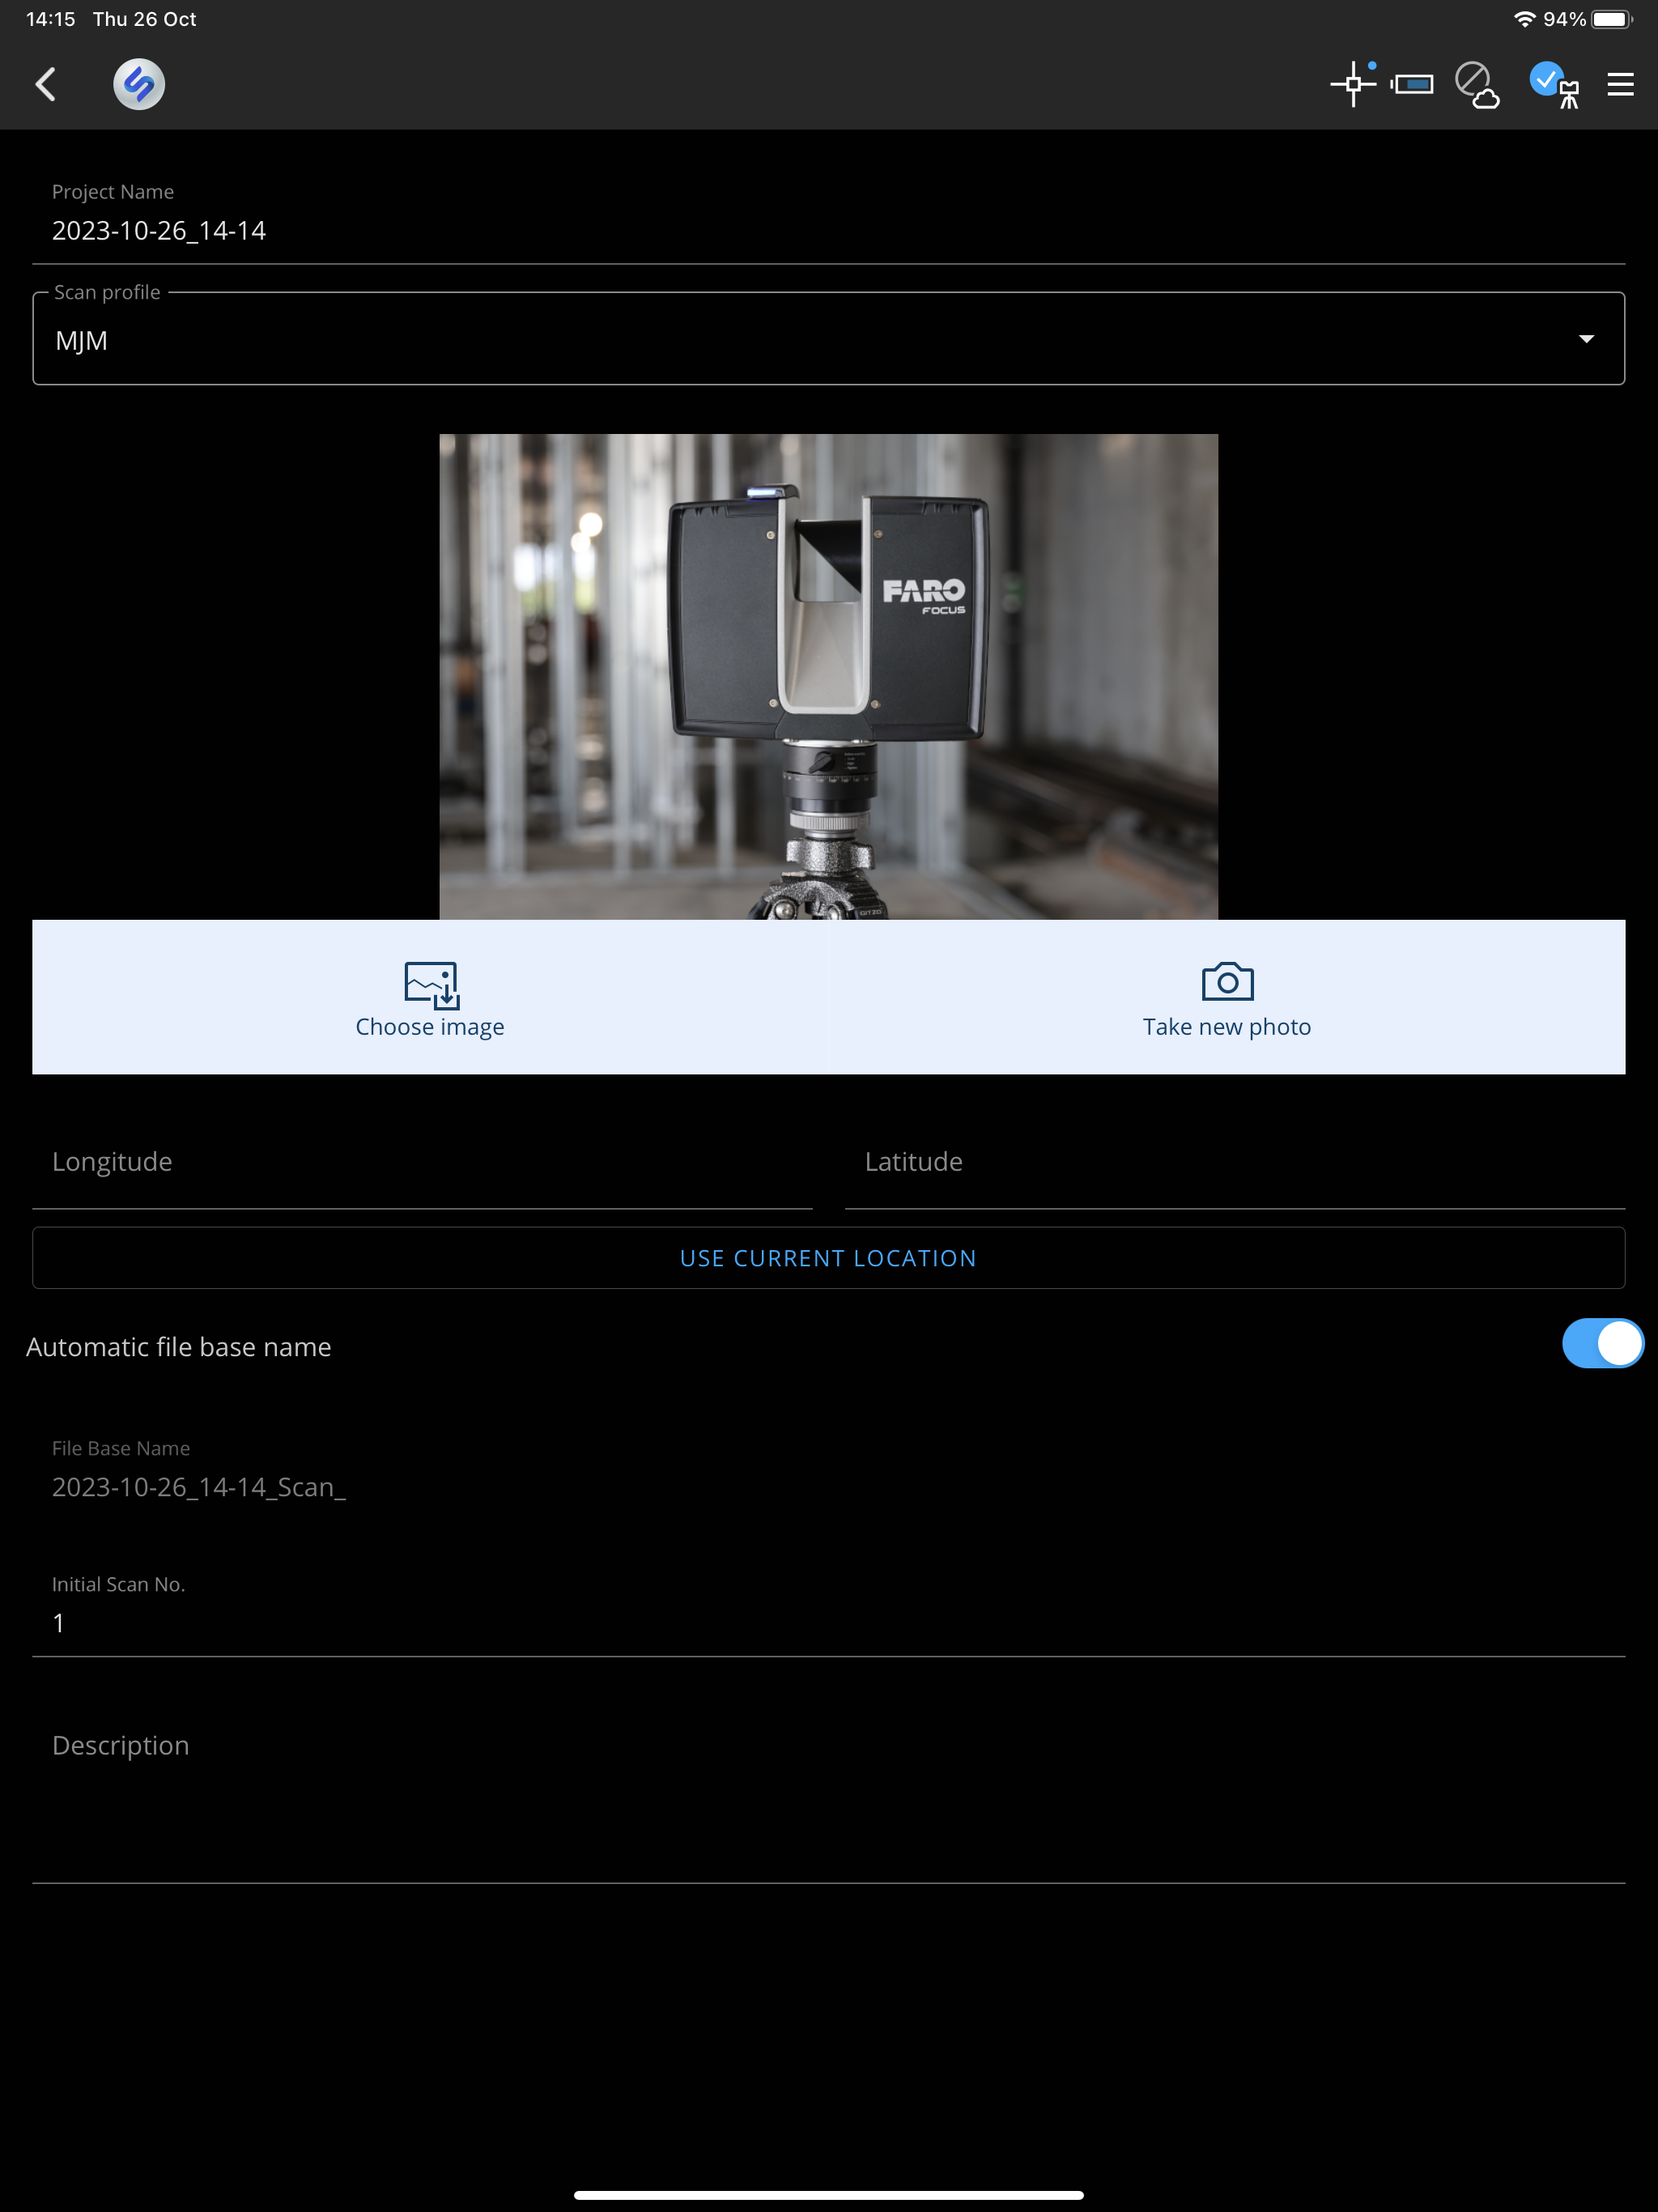 14:15 Thu 26 Oct 94%
Project Name
2023-10-26_14-14
Scan profile
MJM
FARO
FOCUS
GITZO
Choose image Take new photo
Longitude Latitude
USE CURRENT LOCATION
Automatic file base name
File Base Name
2023-10-26_14-14_Scan_
Initial Scan No.
1
Description